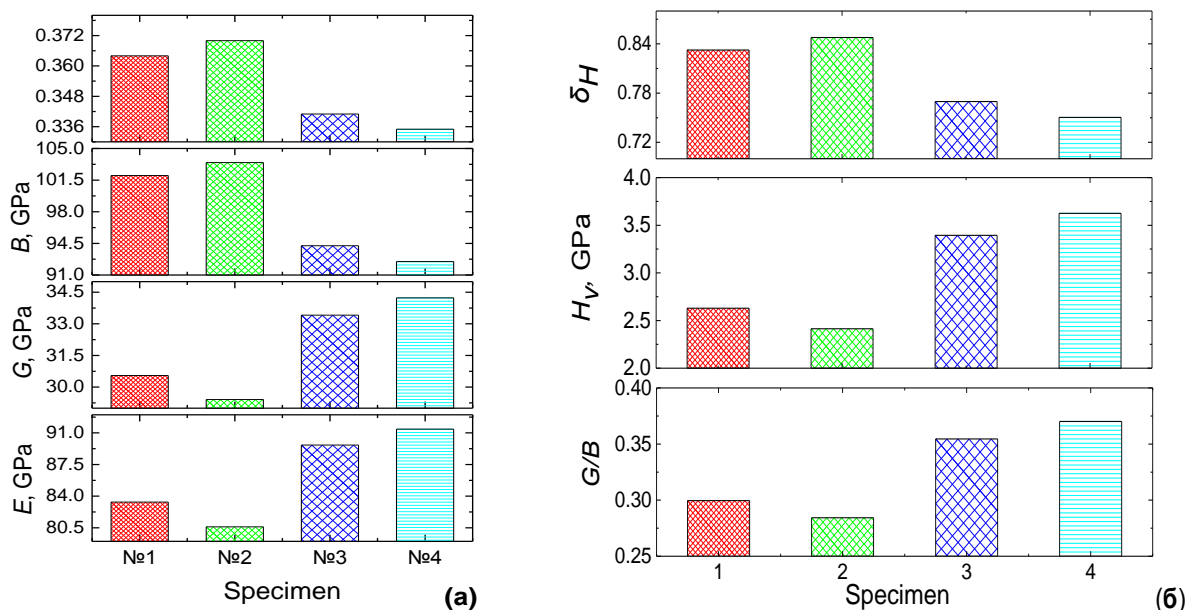 0.372
0.360
0.348
0.336
105.0
101.5
98.0
94.5
91.0
B, GPa
34.5
33.0
31.5
30.0
G, GPa
91.0
87.5
84.0
80.5
E, GPa
№1 №2 №3 №4
Specimen
(а)
0.84
0.78
0.72
δH
4.0
3.5
3.0
2.5
2.0
Hv, GPa
0.40
0.35
0.30
0.25
G/B
1 2 3 4
Specimen
(б)